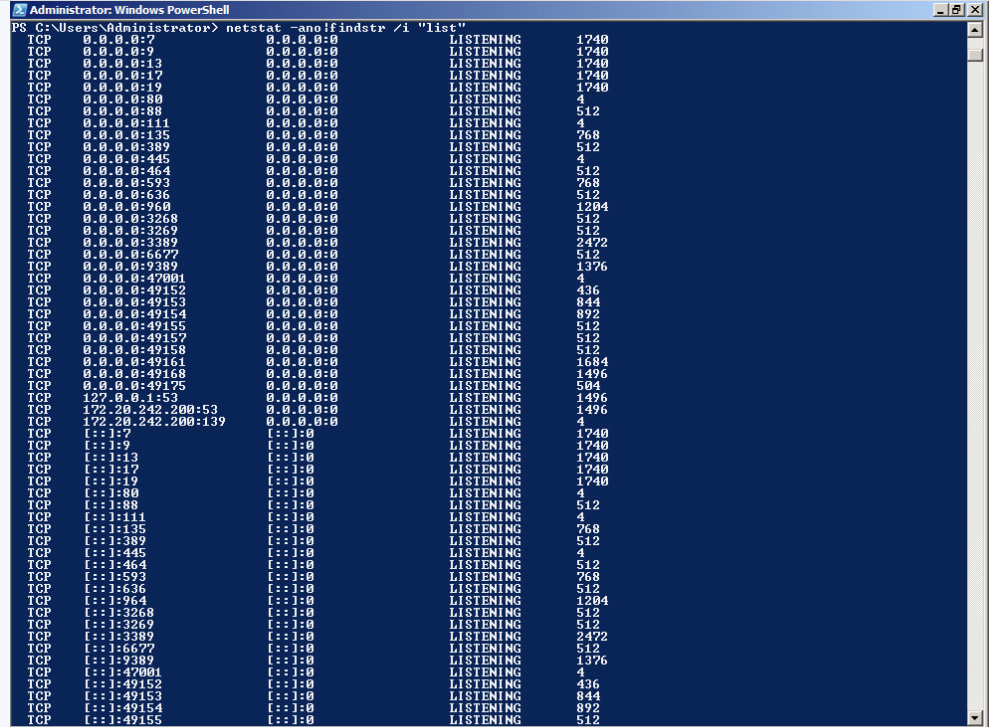 Administrator: Windows PowerShell
PS C:\Users\Administrator> netstat -ano|findstr /i "list"
TCP 0.0.0.0:7 0.0.0.0:0 LISTENING 1740
TCP 0.0.0.0:9 0.0.0.0:0 LISTENING 1740
TCP 0.0.0.0:13 0.0.0.0:0 LISTENING 1740
TCP 0.0.0.0:17 0.0.0.0:0 LISTENING 1740
TCP 0.0.0.0:19 0.0.0.0:0 LISTENING 1740
TCP 0.0.0.0:80 0.0.0.0:0 LISTENING 4
TCP 0.0.0.0:88 0.0.0.0:0 LISTENING 512
TCP 0.0.0.0:111 0.0.0.0:0 LISTENING 4
TCP 0.0.0.0:135 0.0.0.0:0 LISTENING 768
TCP 0.0.0.0:389 0.0.0.0:0 LISTENING 512
TCP 0.0.0.0:445 0.0.0.0:0 LISTENING 4
TCP 0.0.0.0:464 0.0.0.0:0 LISTENING 512
TCP 0.0.0.0:593 0.0.0.0:0 LISTENING 768
TCP 0.0.0.0:636 0.0.0.0:0 LISTENING 512
TCP 0.0.0.0:960 0.0.0.0:0 LISTENING 1204
TCP 0.0.0.0:3268 0.0.0.0:0 LISTENING 512
TCP 0.0.0.0:3269 0.0.0.0:0 LISTENING 512
TCP 0.0.0.0:3389 0.0.0.0:0 LISTENING 2472
TCP 0.0.0.0:6677 0.0.0.0:0 LISTENING 512
TCP 0.0.0.0:9389 0.0.0.0:0 LISTENING 1376
TCP 0.0.0.0:47001 0.0.0.0:0 LISTENING 4
TCP 0.0.0.0:49152 0.0.0.0:0 LISTENING 436
TCP 0.0.0.0:49153 0.0.0.0:0 LISTENING 844
TCP 0.0.0.0:49154 0.0.0.0:0 LISTENING 892
TCP 0.0.0.0:49155 0.0.0.0:0 LISTENING 512
TCP 0.0.0.0:49157 0.0.0.0:0 LISTENING 512
TCP 0.0.0.0:49158 0.0.0.0:0 LISTENING 512
TCP 0.0.0.0:49161 0.0.0.0:0 LISTENING 1684
TCP 0.0.0.0:49168 0.0.0.0:0 LISTENING 1496
TCP 0.0.0.0:49175 0.0.0.0:0 LISTENING 504
TCP 127.0.0.1:53 0.0.0.0:0 LISTENING 1496
TCP 172.20.242.200:53 0.0.0.0:0 LISTENING 1496
TCP 172.20.242.200:139 0.0.0.0:0 LISTENING 4
TCP [::]:7 [::]:0 LISTENING 1740
TCP [::]:9 [::]:0 LISTENING 1740
TCP [::]:13 [::]:0 LISTENING 1740
TCP [::]:17 [::]:0 LISTENING 1740
TCP [::]:19 [::]:0 LISTENING 1740
TCP [::]:80 [::]:0 LISTENING 4
TCP [::]:88 [::]:0 LISTENING 512
TCP [::]:111 [::]:0 LISTENING 4
TCP [::]:135 [::]:0 LISTENING 768
TCP [::]:389 [::]:0 LISTENING 512
TCP [::]:445 [::]:0 LISTENING 4
TCP [::]:464 [::]:0 LISTENING 512
TCP [::]:593 [::]:0 LISTENING 768
TCP [::]:636 [::]:0 LISTENING 512
TCP [::]:964 [::]:0 LISTENING 1204
TCP [::]:3268 [::]:0 LISTENING 512
TCP [::]:3269 [::]:0 LISTENING 512
TCP [::]:3389 [::]:0 LISTENING 2472
TCP [::]:6677 [::]:0 LISTENING 512
TCP [::]:9389 [::]:0 LISTENING 1376
TCP [::]:47001 [::]:0 LISTENING 4
TCP [::]:49152 [::]:0 LISTENING 436
TCP [::]:49153 [::]:0 LISTENING 844
TCP [::]:49154 [::]:0 LISTENING 892
TCP [::]:49155 [::]:0 LISTENING 512